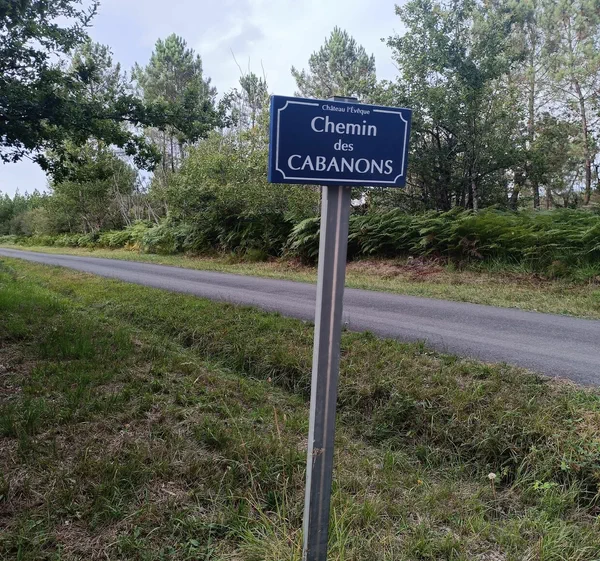 Château l'Évêque
Chemin
des
CABANONS